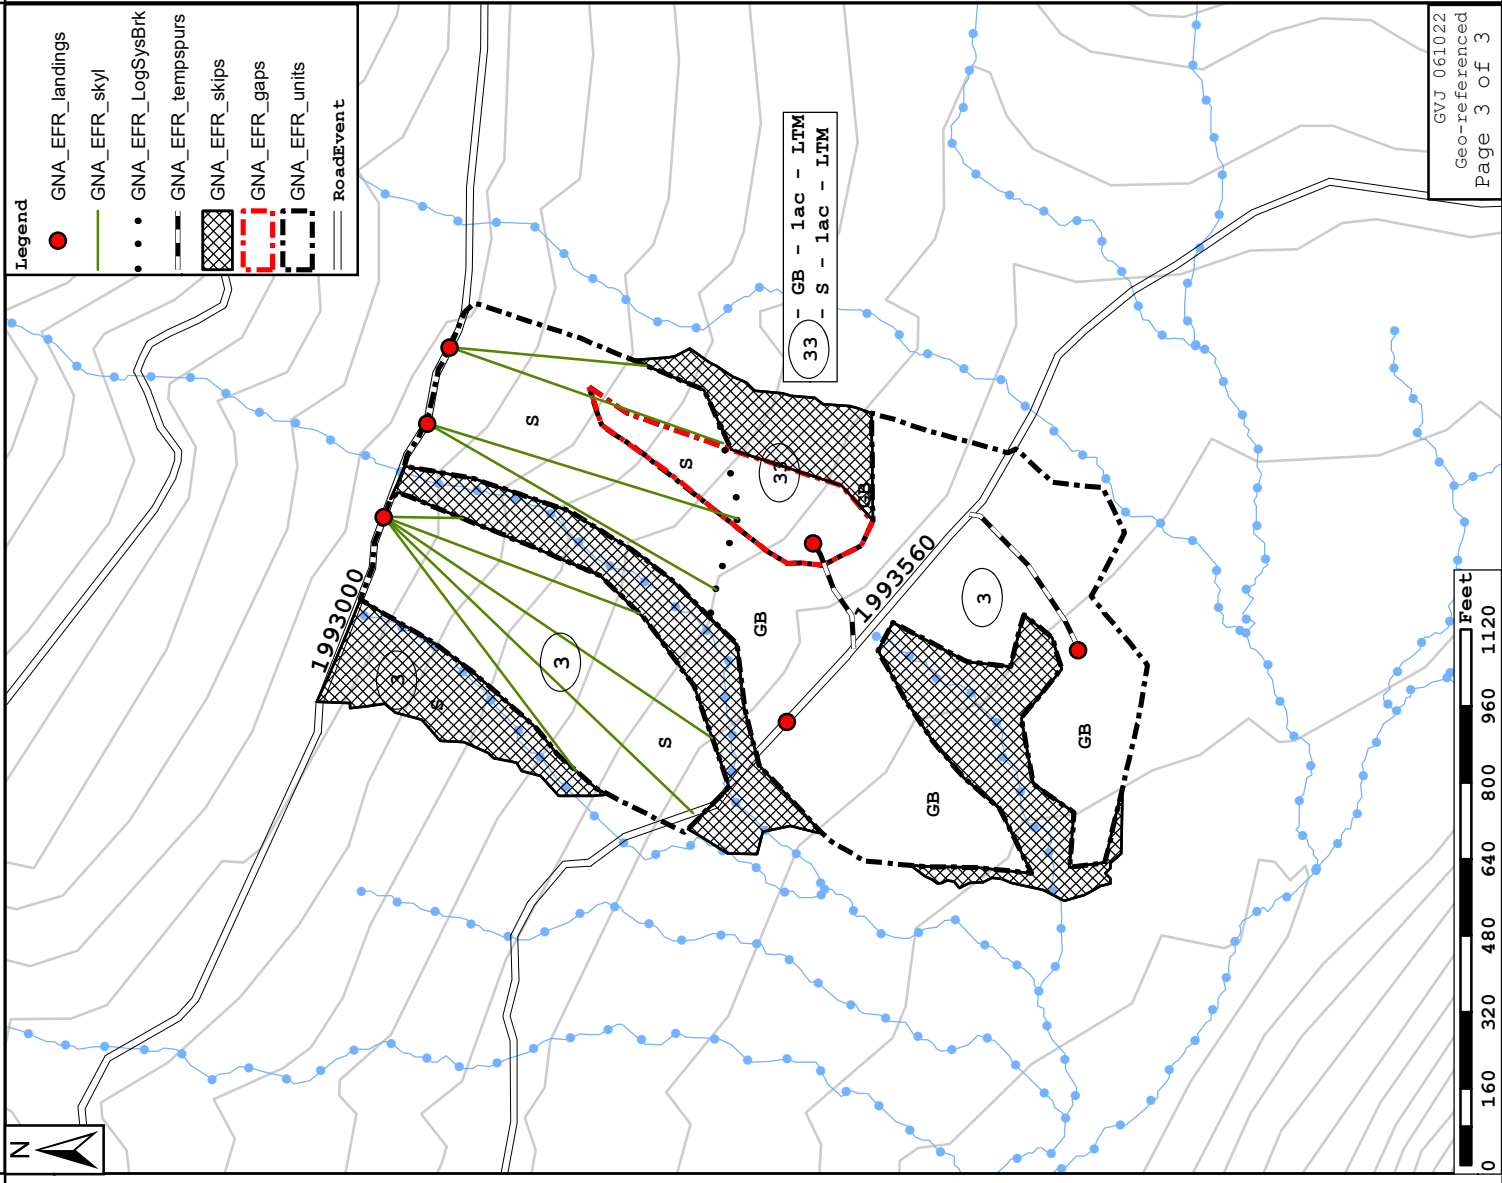 Legend
GNA_EFR_landings
GNA_EFR_skyl
GNA_EFR_LogSysBrk
GNA_EFR_tempspurs
GNA_EFR_skips
GNA_EFR_gaps
GNA_EFR_units
RoadEvent
33 - GB - 1ac - LTM
- S - 1ac - LTM
GVJ 061022
Geo-referenced
Page 3 of 3
N
1993000
3
S
3
S
S
S
33
GB
GB
1993560
3
GB
GB
0 160 320 480 640 800 960 1120 Feet